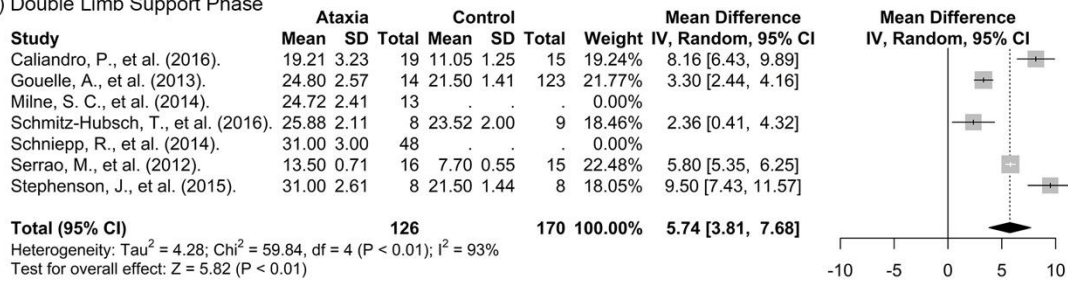 ) Double Limb Support Phase
Ataxia Control Mean Difference Mean Difference
Study Mean SD Total Mean SD Total Weight IV, Random, 95% CI IV, Random, 95% CI
Caliandro, P., et al. (2016). 19.21 3.23 19 11.05 1.25 15 19.24% 8.16 [6.43, 9.89]
Gouelle, A., et al. (2013). 24.80 2.57 14 21.50 1.41 123 21.77% 3.30 [2.44, 4.16]
Milne, S. C., et al. (2014). 24.72 2.41 13 . . . 0.00%
Schmitz-Hubsch, T., et al. (2016). 25.88 2.11 8 23.52 2.00 9 18.46% 2.36 [0.41, 4.32]
Schniepp, R., et al. (2014). 31.00 3.00 48 . . . 0.00%
Serrao, M., et al. (2012). 13.50 0.71 16 7.70 0.55 15 22.48% 5.80 [5.35, 6.25]
Stephenson, J., et al. (2015). 31.00 2.61 8 21.50 1.44 8 18.05% 9.50 [7.43, 11.57]
Total (95% CI) 126 170 100.00% 5.74 [3.81, 7.68]
Heterogeneity: Tau² = 4.28; Chi² = 59.84, df = 4 (P < 0.01); I² = 93%
Test for overall effect: Z = 5.82 (P < 0.01)
-10 -5 0 5 10